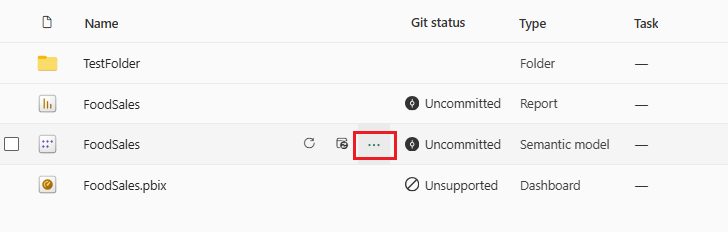 Name Git status Type Task
TestFolder Folder —
FoodSales Uncommitted Report —
FoodSales ... Uncommitted Semantic model —
FoodSales.pbix Unsupported Dashboard —